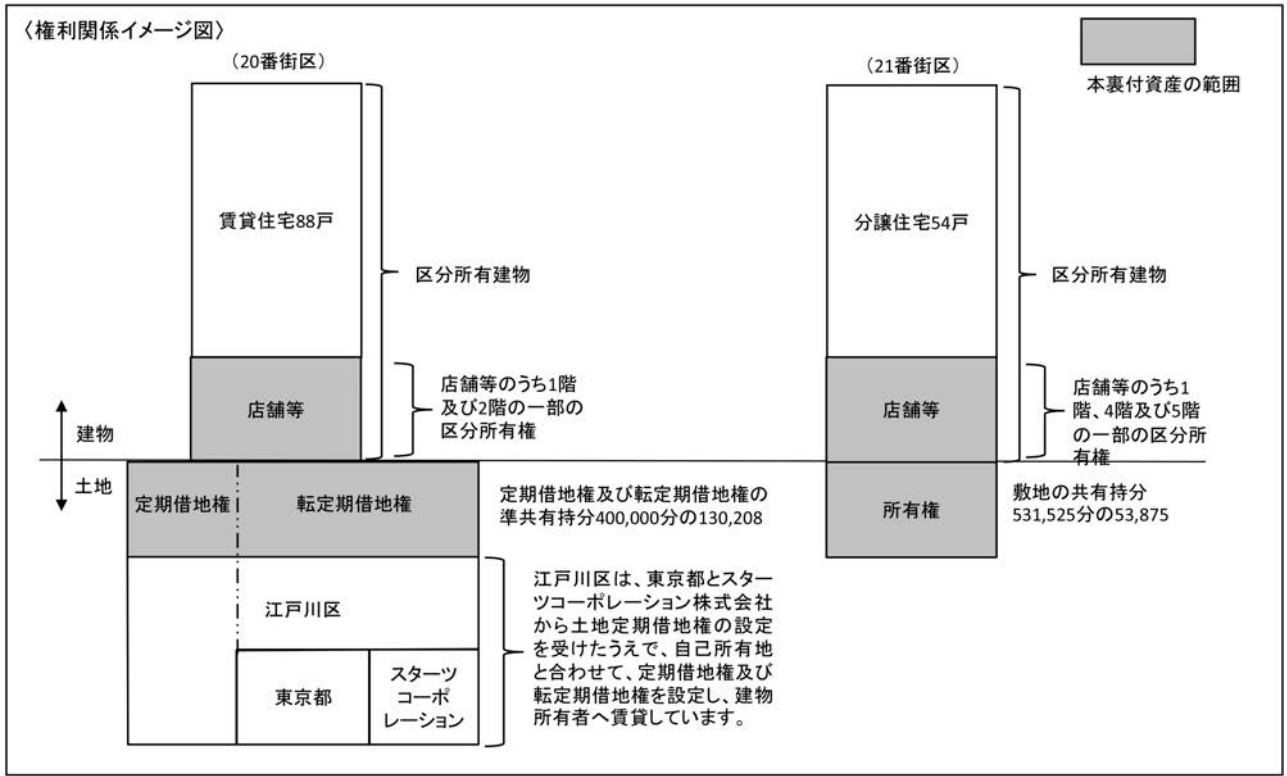 〈権利関係イメージ図〉
（20番街区）
（21番街区）
本裏付資産の範囲
賃貸住宅88戸
分譲住宅54戸
区分所有建物
区分所有建物
店舗等
店舗等のうち1階
及び2階の一部の
区分所有権
店舗等
店舗等のうち1
階、4階及び5階
の一部の区分所
有権
建物
土地
定期借地権
転定期借地権
定期借地権及び転定期借地権の
準共有持分400,000分の130,208
所有権
敷地の共有持分
531,525分の53,875
江戸川区
東京都
スターツ
コーポ
レーション
江戸川区は、東京都とスター
ツコーポレーション株式会社
から土地定期借地権の設定
を受けたうえで、自己所有地
と合わせて、定期借地権及び
転定期借地権を設定し、建物
所有者へ賃貸しています。